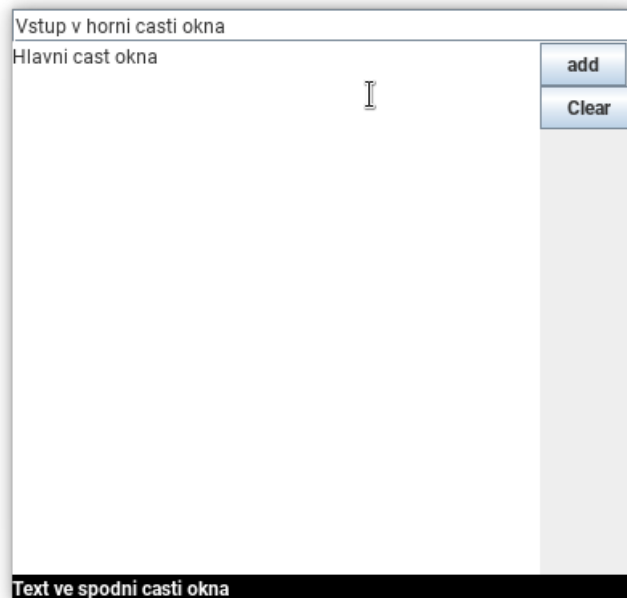 Vstup v horni casti okna
Hlavni cast okna
add
Clear
Text ve spodni casti okna